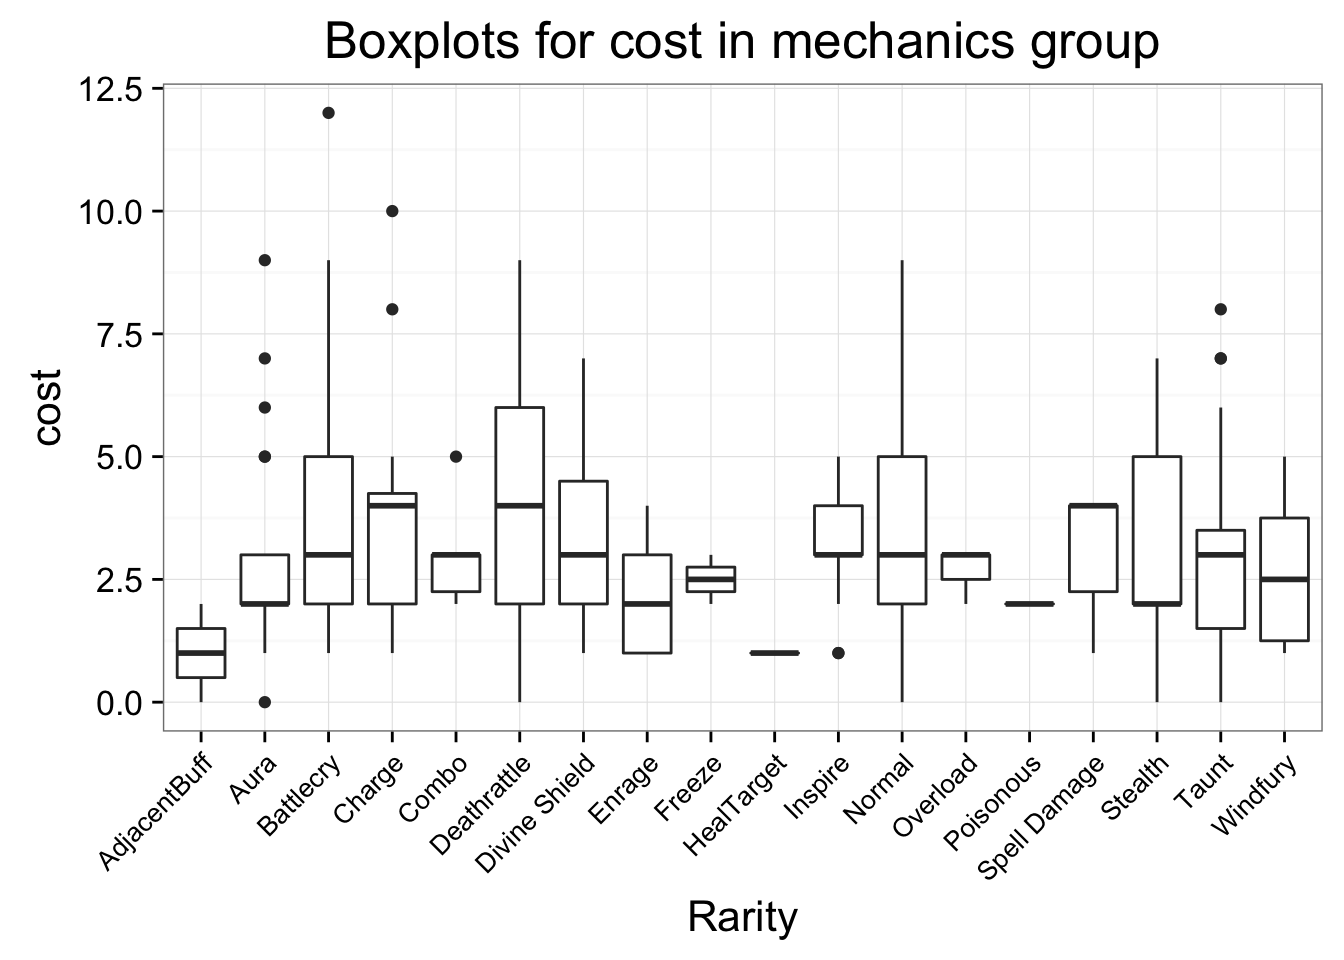 Boxplots for cost in mechanics group
12.5
10.0
7.5
5.0
2.5
0.0
cost
AdjacentBuff
Aura
Battlecry
Charge
Combo
Deathrattle
Divine Shield
Enrage
Freeze
HealTarget
Inspire
Normal
Overload
Poisonous
Spell Damage
Stealth
Taunt
Windfury
Rarity